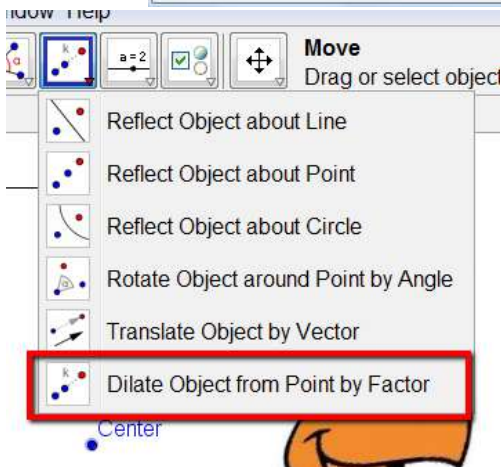 Window Help
a=2
Move
Drag or select object
k
Reflect Object about Line
Reflect Object about Point
Reflect Object about Circle
α
Rotate Object around Point by Angle
Translate Object by Vector
k
Dilate Object from Point by Factor
Center